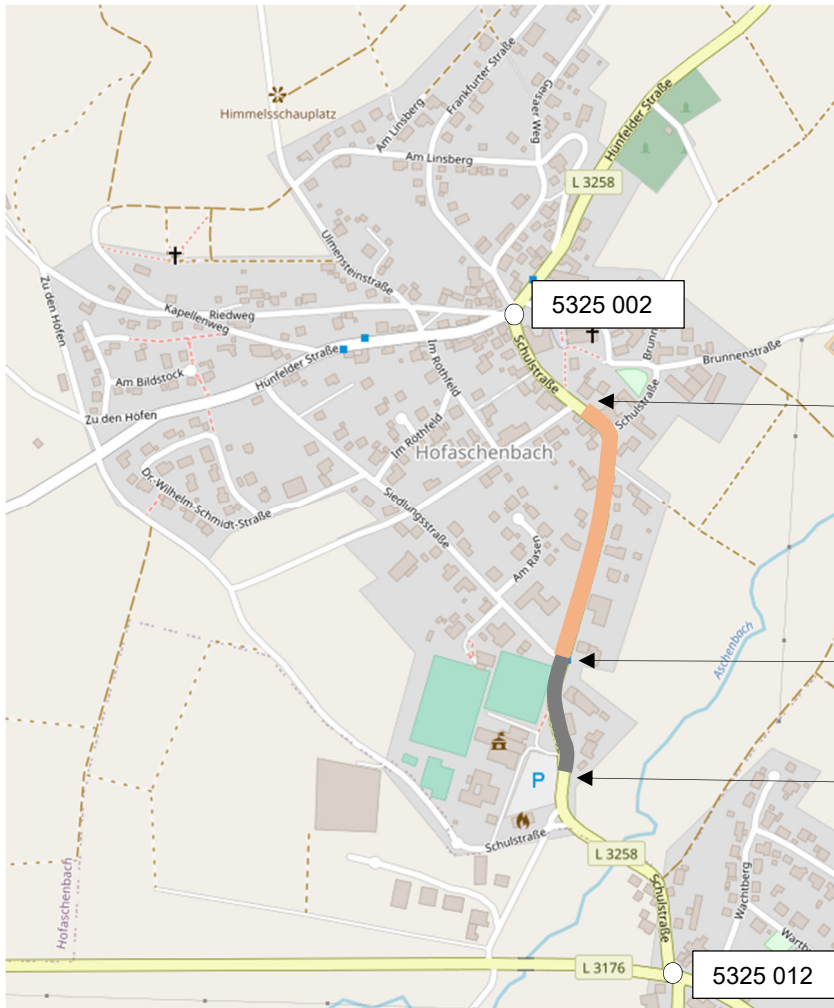 Frankfurter Straße
Geisaer Weg
Hünfelder Straße
Himmelsschauplatz
Am Linsberg
Am Linsberg
L 3258
Ulmensteinstraße
Zu den Höfen
Kapellenweg
Riedweg
5325 002
Hünfelder Straße
Im Rothfeld
Schulstraße
Brunn
Brunnenstraße
Am Bildstock
Zu den Höfen
Schulstraße
Im Rothfeld
Hofaschenbach
Dr.-Wilhelm-Schmidt-Straße
Siedlungsstraße
Am Rasen
Aschenbach
P
Schulstraße
L 3258
Schulstraße
Wachtberg
Hofaschenbach
Warth
L 3176
5325 012